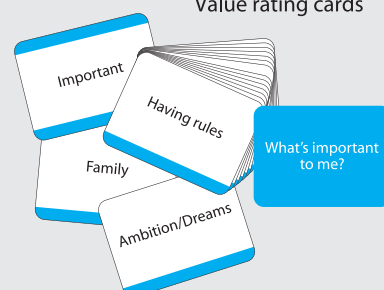 Value rating cards
Important
Having rules
What's important
to me?
Family
Ambition/Dreams